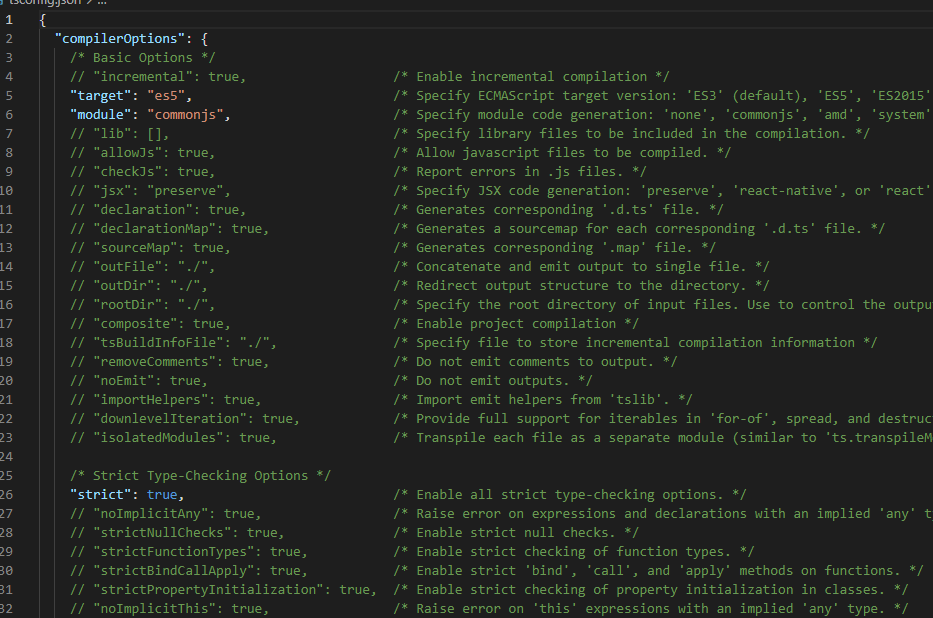 tsconfig.json > ...
1 {
2 "compilerOptions": {
3 /* Basic Options */
4 // "incremental": true, /* Enable incremental compilation */
5 "target": "es5", /* Specify ECMAScript target version: 'ES3' (default), 'ES5', 'ES2015'
6 "module": "commonjs", /* Specify module code generation: 'none', 'commonjs', 'amd', 'system'
7 // "lib": [], /* Specify library files to be included in the compilation. */
8 // "allowJs": true, /* Allow javascript files to be compiled. */
9 // "checkJs": true, /* Report errors in .js files. */
10 // "jsx": "preserve", /* Specify JSX code generation: 'preserve', 'react-native', or 'react'
11 // "declaration": true, /* Generates corresponding '.d.ts' file. */
12 // "declarationMap": true, /* Generates a sourcemap for each corresponding '.d.ts' file. */
13 // "sourceMap": true, /* Generates corresponding '.map' file. */
14 // "outFile": "./", /* Concatenate and emit output to single file. */
15 // "outDir": "./", /* Redirect output structure to the directory. */
16 // "rootDir": "./", /* Specify the root directory of input files. Use to control the outpu
17 // "composite": true, /* Enable project compilation */
18 // "tsBuildInfoFile": "./", /* Specify file to store incremental compilation information */
19 // "removeComments": true, /* Do not emit comments to output. */
20 // "noEmit": true, /* Do not emit outputs. */
21 // "importHelpers": true, /* Import emit helpers from 'tslib'. */
22 // "downlevelIteration": true, /* Provide full support for iterables in 'for-of', spread, and destruc
23 // "isolatedModules": true, /* Transpile each file as a separate module (similar to 'ts.transpileM
24
25 /* Strict Type-Checking Options */
26 "strict": true, /* Enable all strict type-checking options. */
27 // "noImplicitAny": true, /* Raise error on expressions and declarations with an implied 'any' t
28 // "strictNullChecks": true, /* Enable strict null checks. */
29 // "strictFunctionTypes": true, /* Enable strict checking of function types. */
30 // "strictBindCallApply": true, /* Enable strict 'bind', 'call', and 'apply' methods on functions. */
31 // "strictPropertyInitialization": true, /* Enable strict checking of property initialization in classes. */
32 // "noImplicitThis": true, /* Raise error on 'this' expressions with an implied 'any' type. */